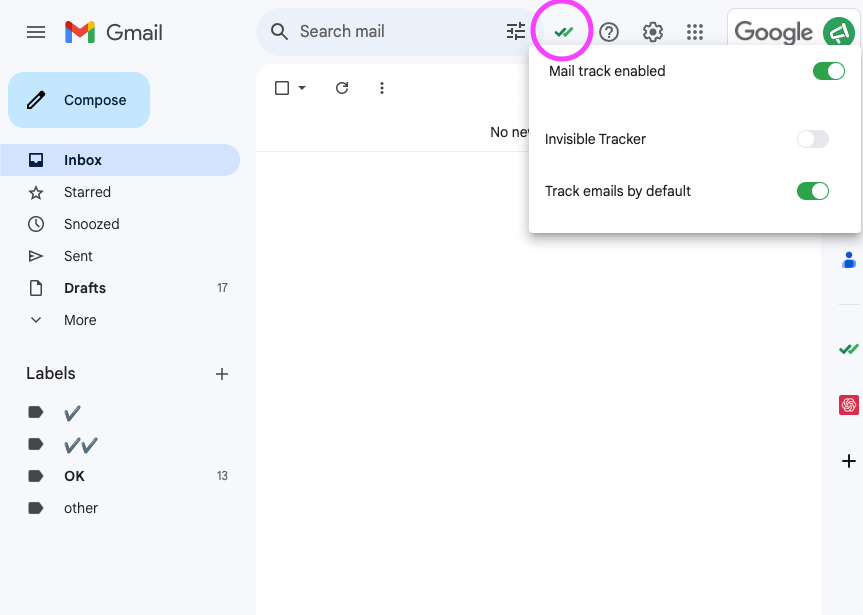 Gmail
Search mail
Google
Mail track enabled
Compose
No ne
Invisible Tracker
Inbox
Starred
Track emails by default
Snoozed
Sent
Drafts 17
More
Labels
✔
✔✔
OK 13
other